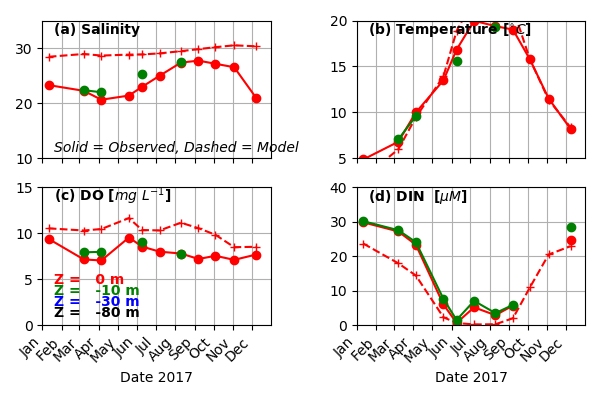 (a) Salinity
30
20
10
Solid = Observed, Dashed = Model
(b) Temperature [°C]
20
15
10
5
(c) DO [mg L⁻¹]
15
10
5
0
Z = 0 m
Z = -10 m
Z = -30 m
Z = -80 m
Jan Feb Mar Apr May Jun Jul Aug Sep Oct Nov Dec
Date 2017
(d) DIN [µM]
40
30
20
10
0
Jan Feb Mar Apr May Jun Jul Aug Sep Oct Nov Dec
Date 2017